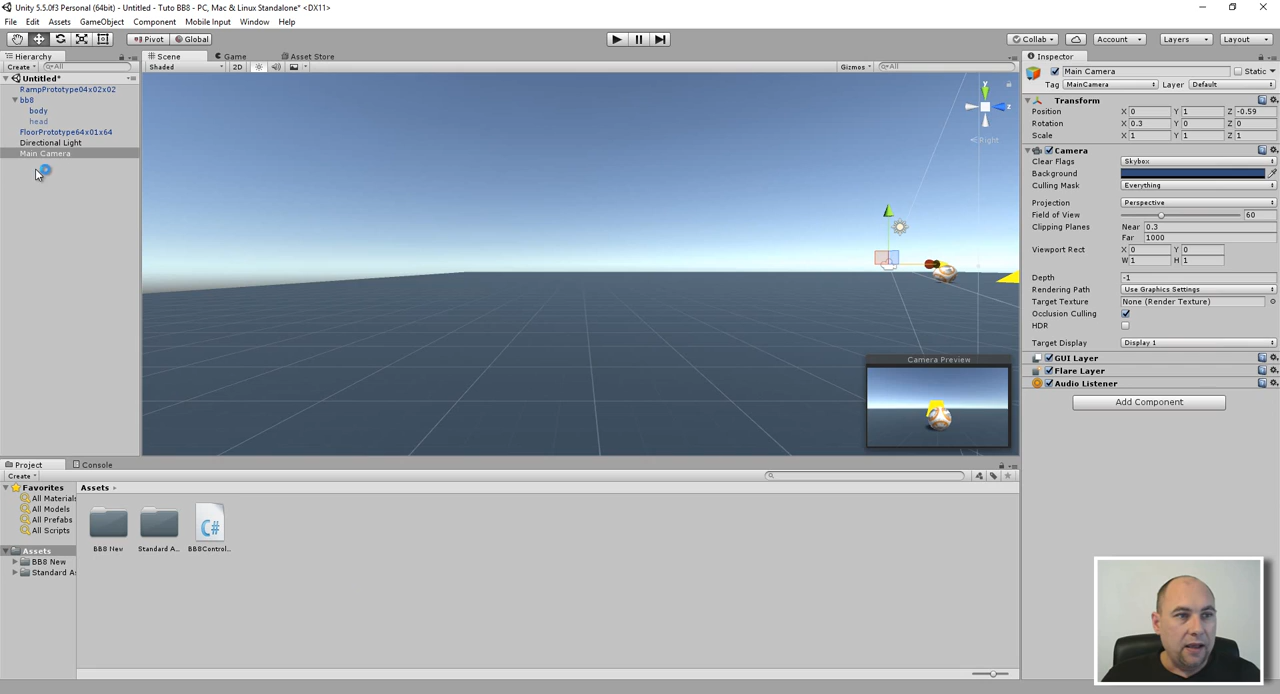 Unity 5.5.0f3 Personal (64bit) - Untitled - Tuto BB8 - PC, Mac & Linux Standalone* <DX11>
File Edit Assets GameObject Component Mobile Input Window Help
Pivot Global Collab Account Layers Layout
Hierarchy
Create All
Untitled*
RampPrototype04x02x02
bb8
body
head
FloorPrototype64x01x64
Directional Light
Main Camera
Scene Game Asset Store
Shaded 2D Gizmos All
y
z
Right
Camera Preview
Inspector
Main Camera Static
Tag MainCamera Layer Default
Transform
Position X 0 Y 1 Z -0.59
Rotation X 0.3 Y 0 Z 0
Scale X 1 Y 1 Z 1
Camera
Clear Flags Skybox
Background
Culling Mask Everything
Projection Perspective
Field of View 60
Clipping Planes Near 0.3
Far 1000
Viewport Rect X 0 Y 0
W 1 H 1
Depth -1
Rendering Path Use Graphics Settings
Target Texture None (Render Texture)
Occlusion Culling
HDR
Target Display Display 1
GUI Layer
Flare Layer
Audio Listener
Add Component
Project Console
Create
Favorites
All Materials
All Models
All Prefabs
All Scripts
Assets
BB8 New
Standard As
Assets
BB8 New Standard A... C# BB8Control...